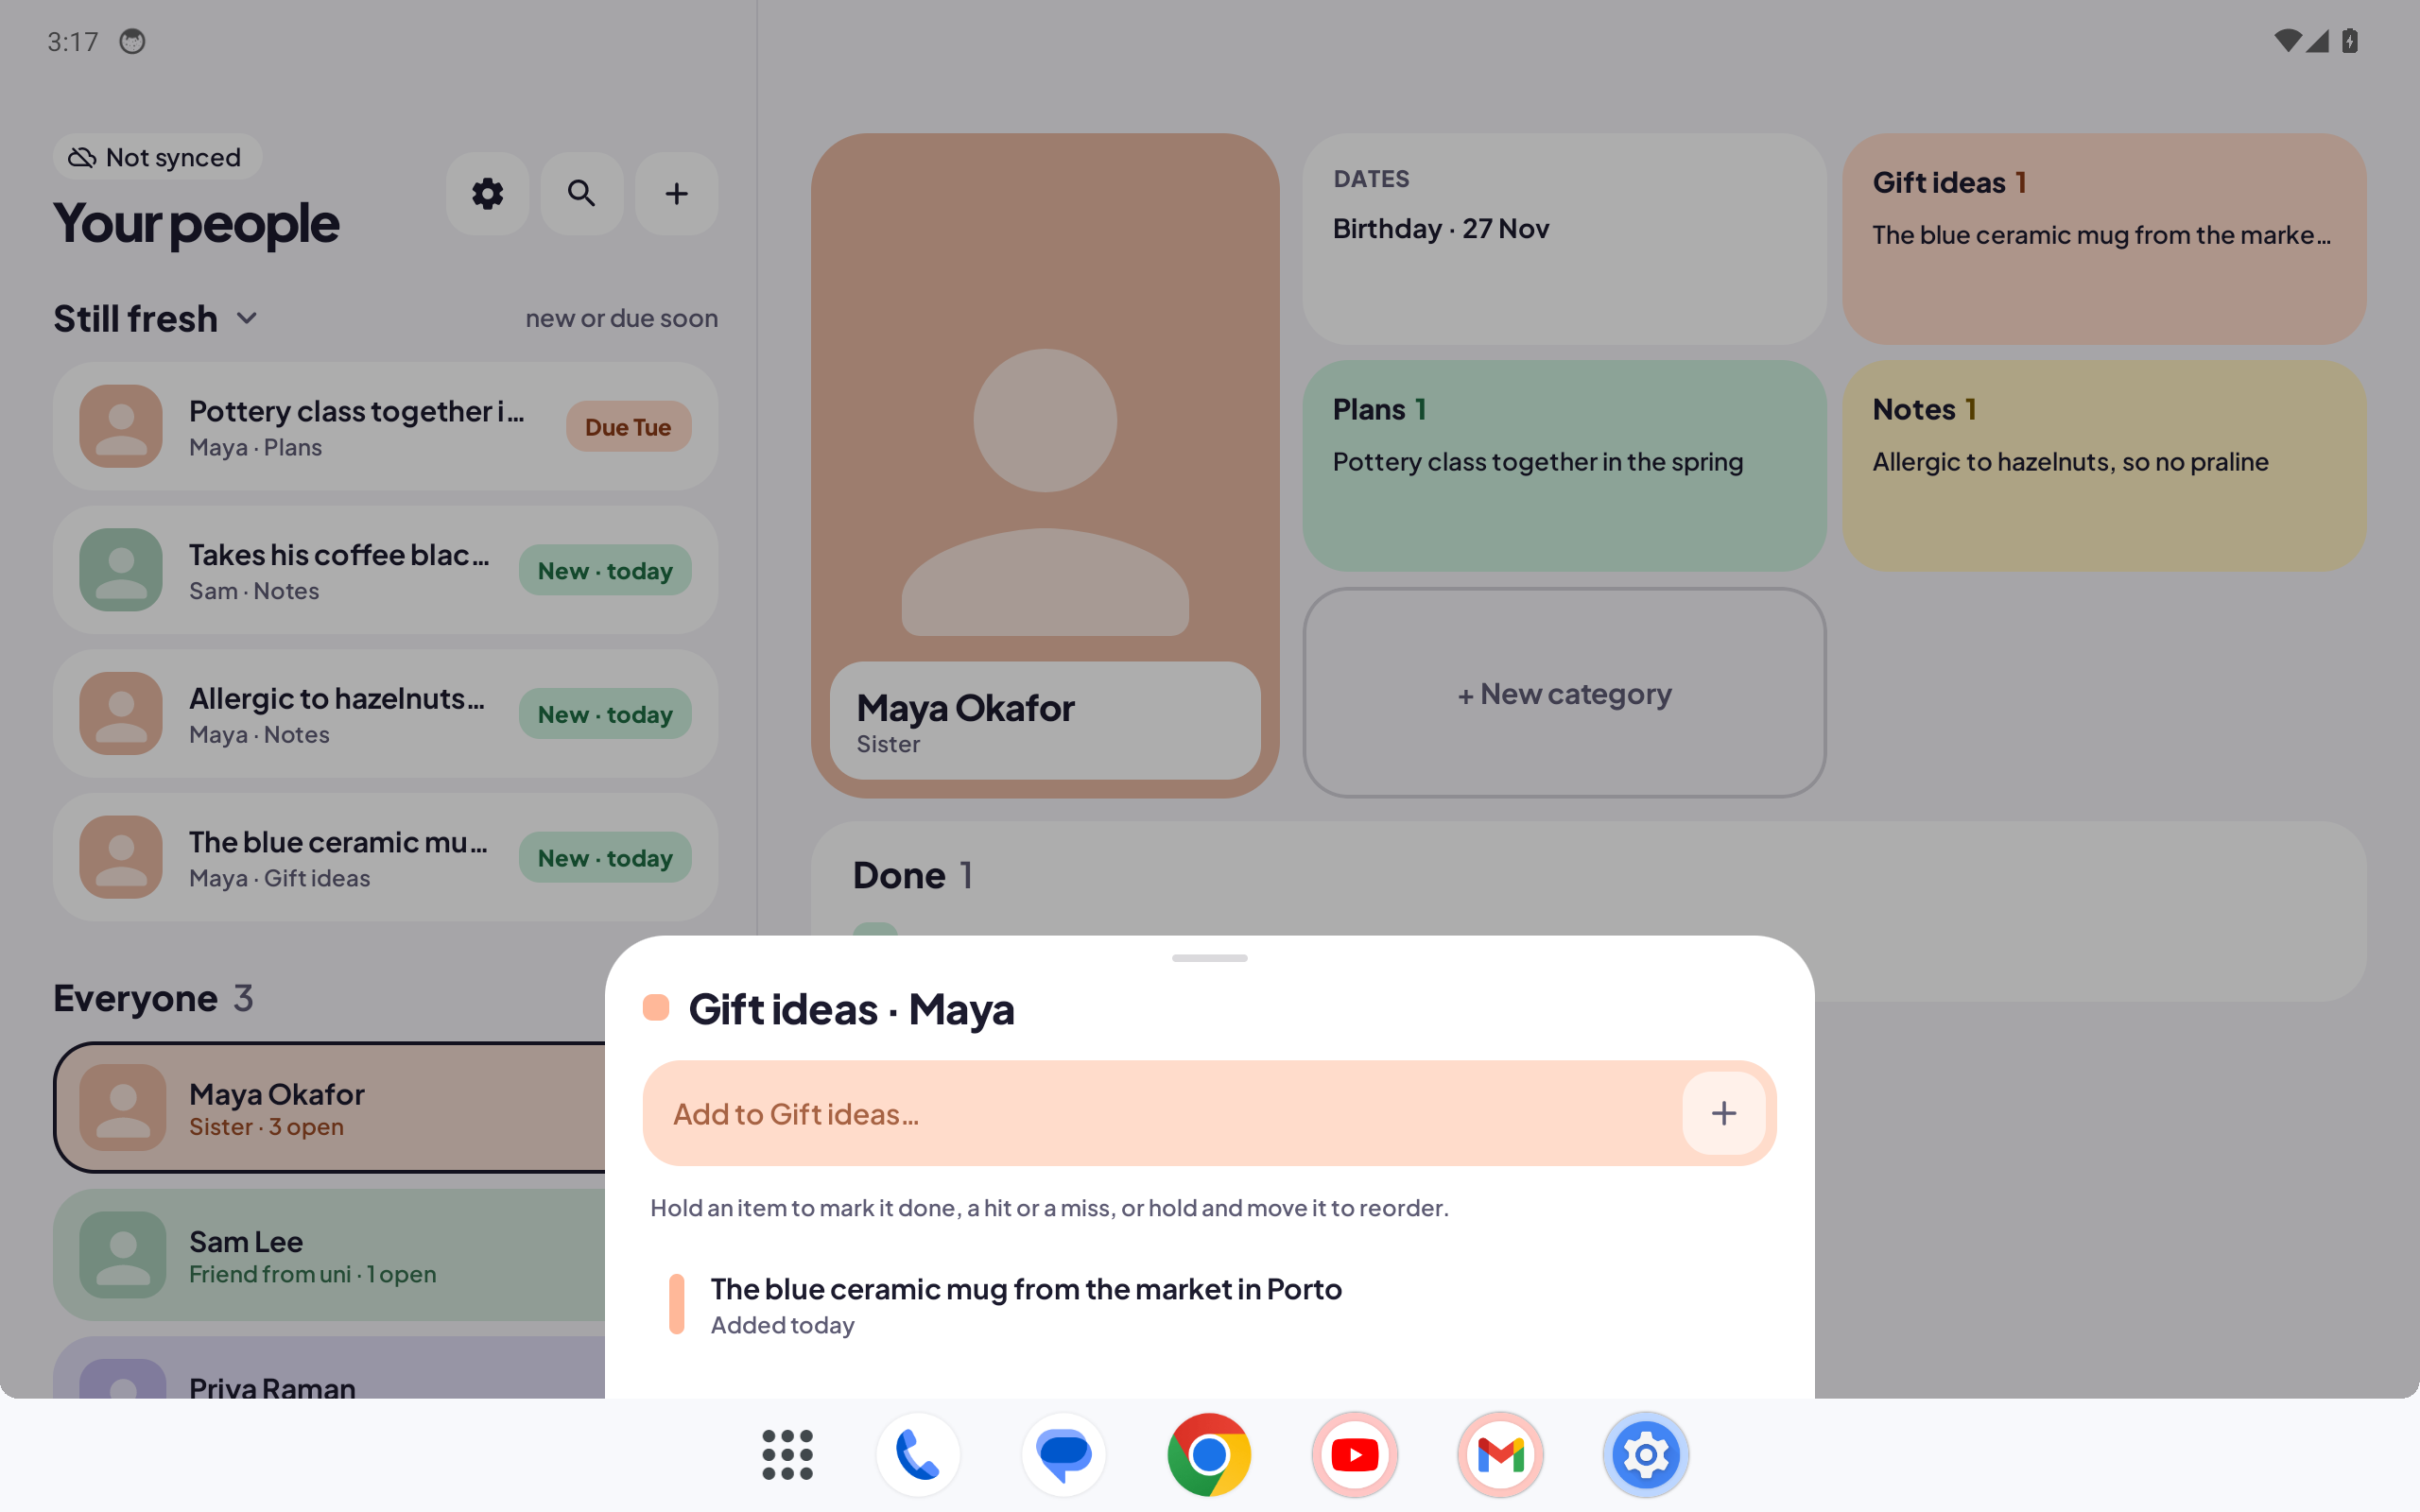 3:17
Not synced
Your people
Still fresh
new or due soon
Pottery class together i...
Maya · Plans
Due Tue
Takes his coffee blac...
Sam · Notes
New · today
Allergic to hazelnuts...
Maya · Notes
New · today
The blue ceramic mu...
Maya · Gift ideas
New · today
Everyone 3
Maya Okafor
Sister · 3 open
Sam Lee
Friend from uni · 1 open
Priya Raman
Maya Okafor
Sister
DATES
Birthday · 27 Nov
Gift ideas 1
The blue ceramic mug from the marke...
Plans 1
Pottery class together in the spring
Notes 1
Allergic to hazelnuts, so no praline
+ New category
Done 1
Gift ideas · Maya
Add to Gift ideas...
Hold an item to mark it done, a hit or a miss, or hold and move it to reorder.
The blue ceramic mug from the market in Porto
Added today